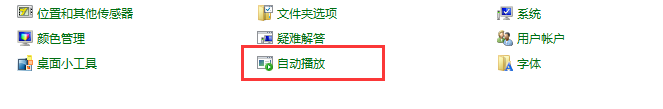 位置和其他传感器 文件夹选项 系统
颜色管理 疑难解答 用户帐户
桌面小工具 自动播放 字体